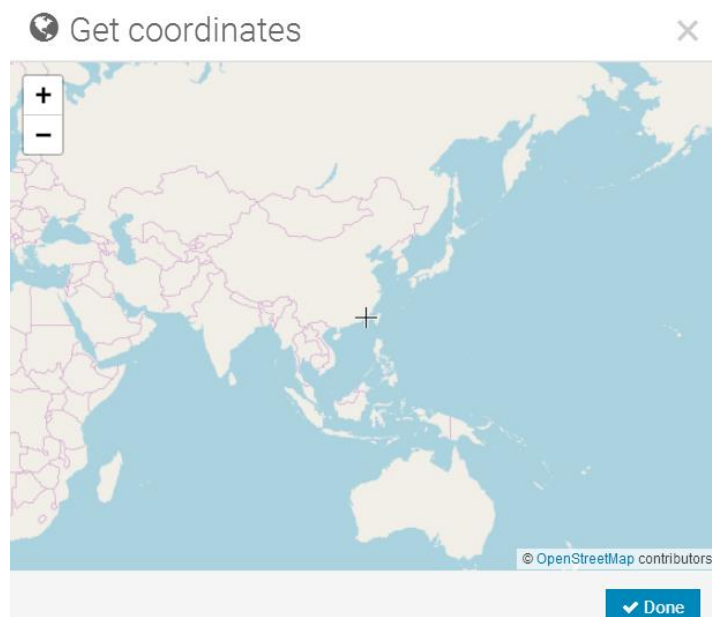 Get coordinates ×
+
−
© OpenStreetMap contributors
✔ Done